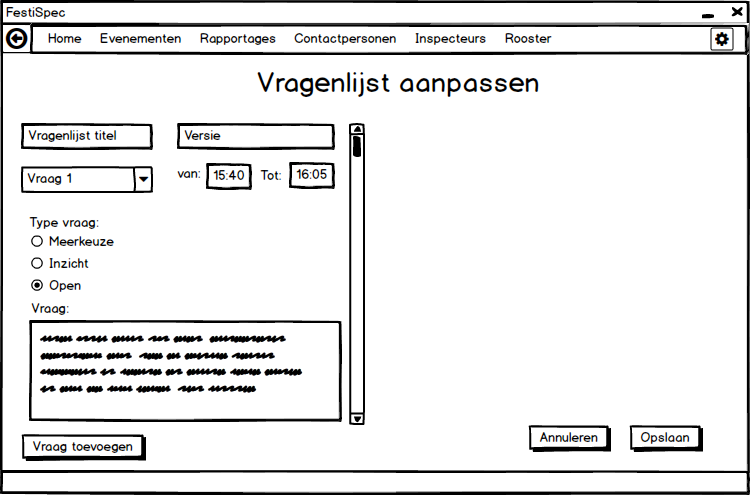 FestiSpec
Home Evenementen Rapportages Contactpersonen Inspecteurs Rooster
Vragenlijst aanpassen
Vragenlijst titel Versie
Vraag 1 van: 15:40 Tot: 16:05
Type vraag:
Meerkeuze
Inzicht
Open
Vraag:
Vraag toevoegen Annuleren Opslaan